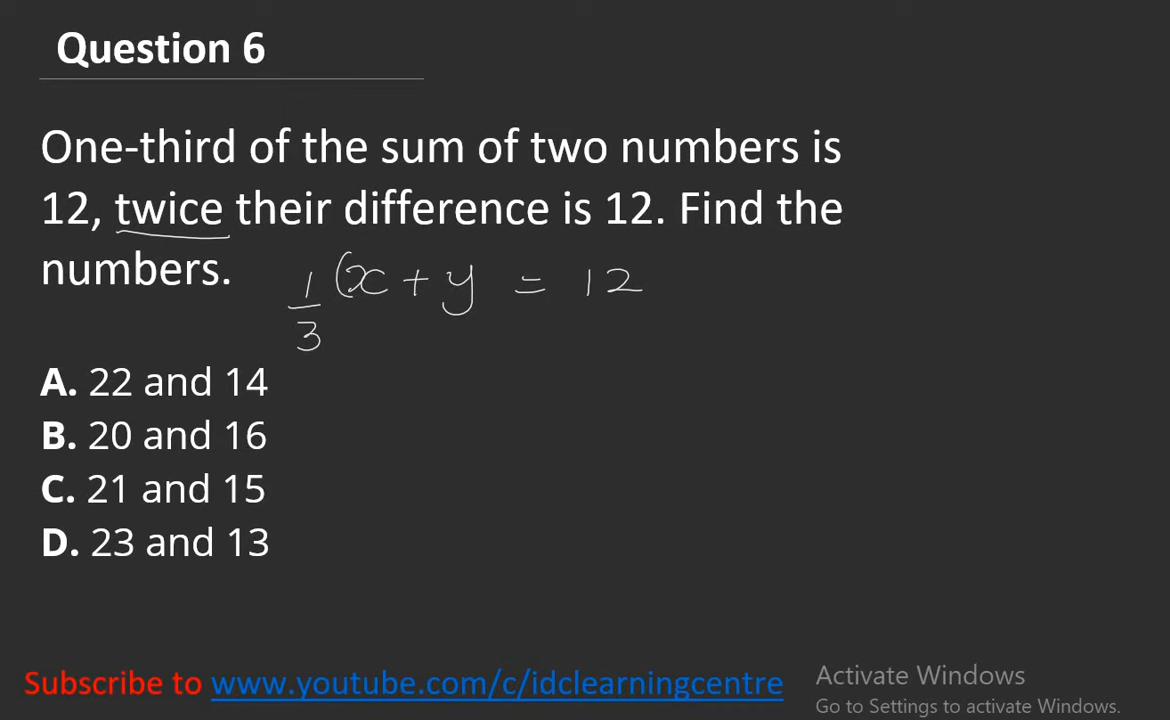 Question 6
One-third of the sum of two numbers is
12, twice their difference is 12. Find the
numbers.
1/3 (x + y = 12
A. 22 and 14
B. 20 and 16
C. 21 and 15
D. 23 and 13
Subscribe to www.youtube.com/c/idclearningcentre
Activate Windows
Go to Settings to activate Windows.